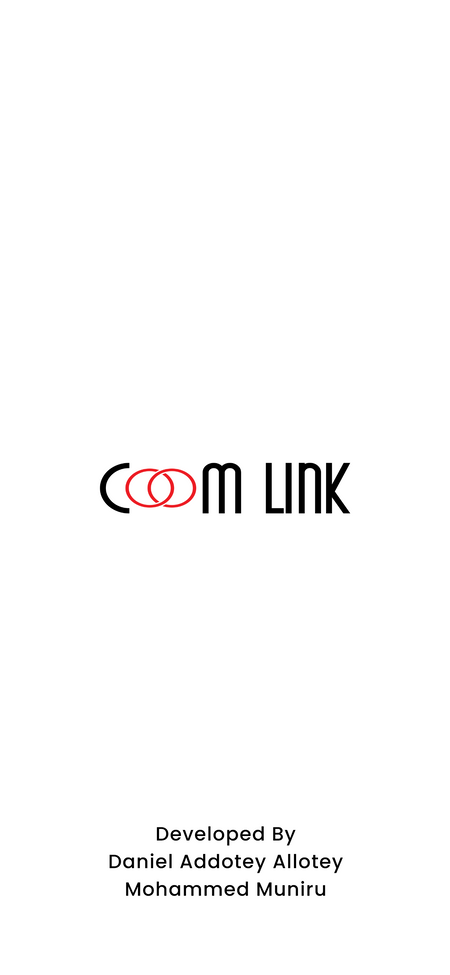 COOM LINK
Developed By
Daniel Addotey Allotey
Mohammed Muniru